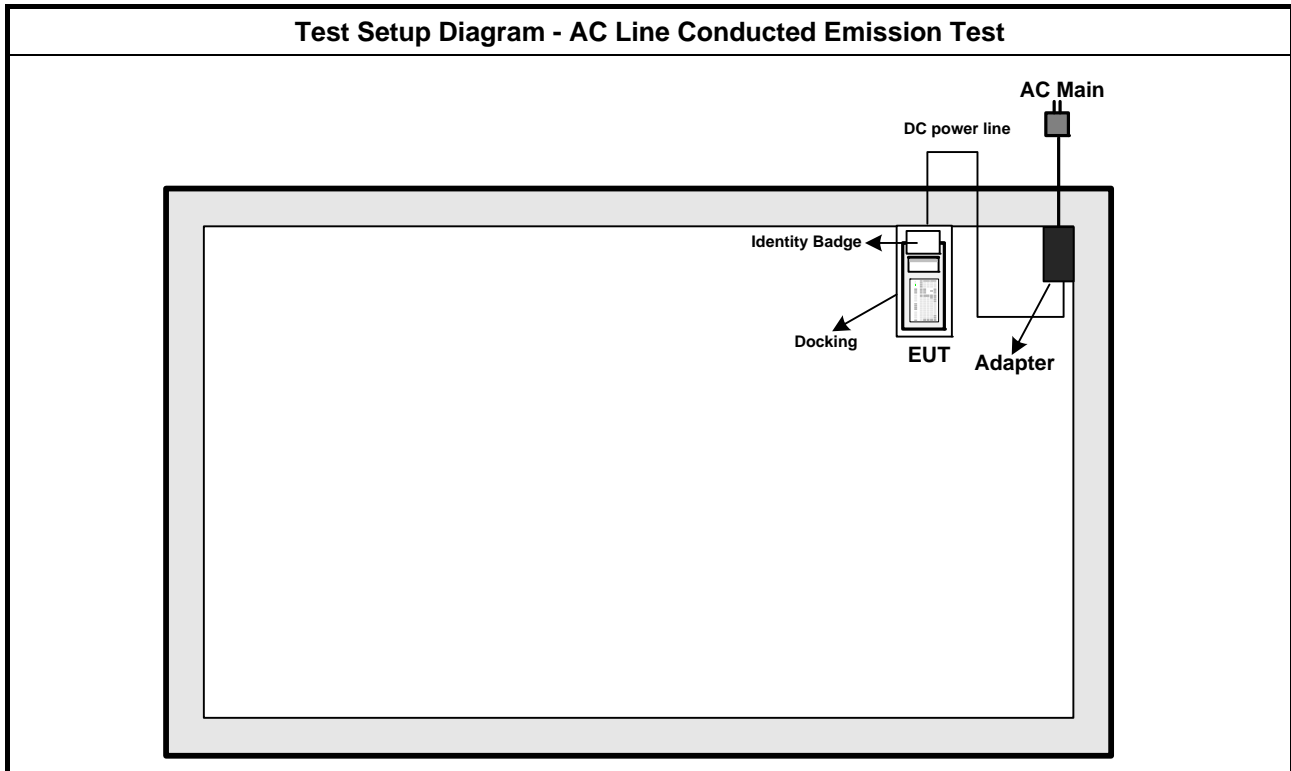 Test Setup Diagram - AC Line Conducted Emission Test
AC Main
DC power line
Identity Badge
Docking
EUT
Adapter